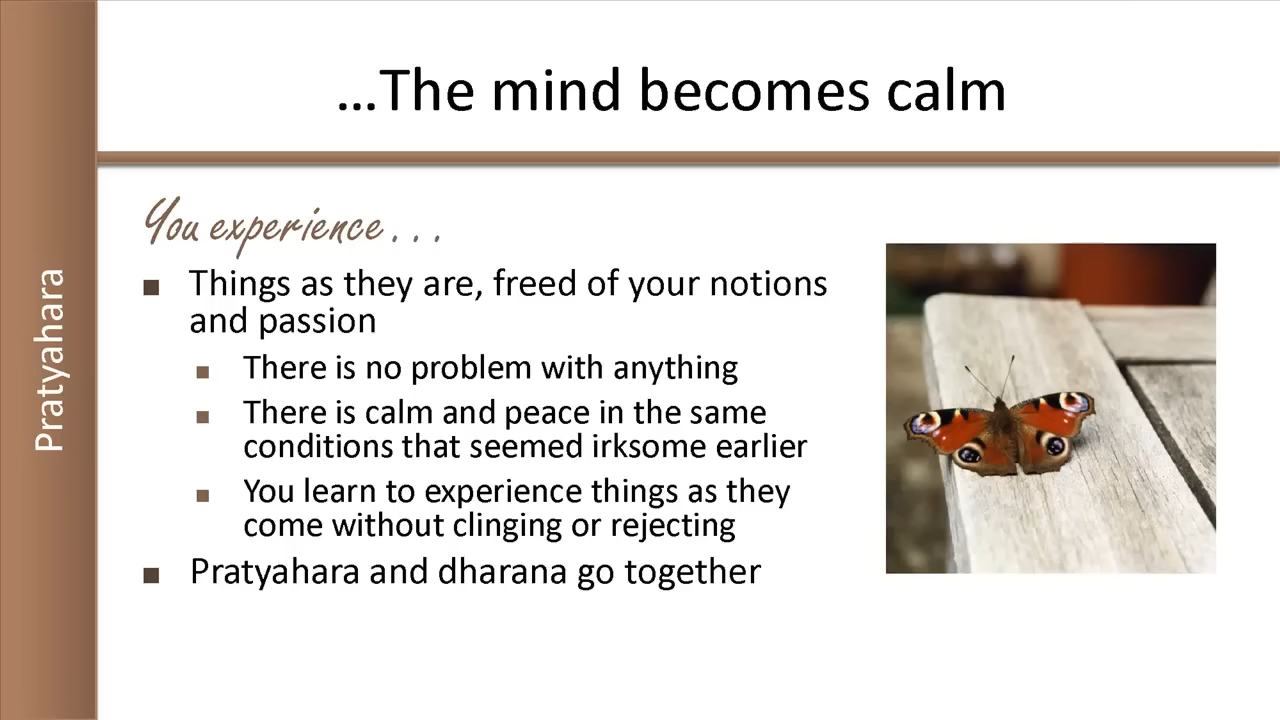 …The mind becomes calm
Pratyahara
You experience . . .
■ Things as they are, freed of your notions
and passion
■ There is no problem with anything
■ There is calm and peace in the same
conditions that seemed irksome earlier
■ You learn to experience things as they
come without clinging or rejecting
■ Pratyahara and dharana go together